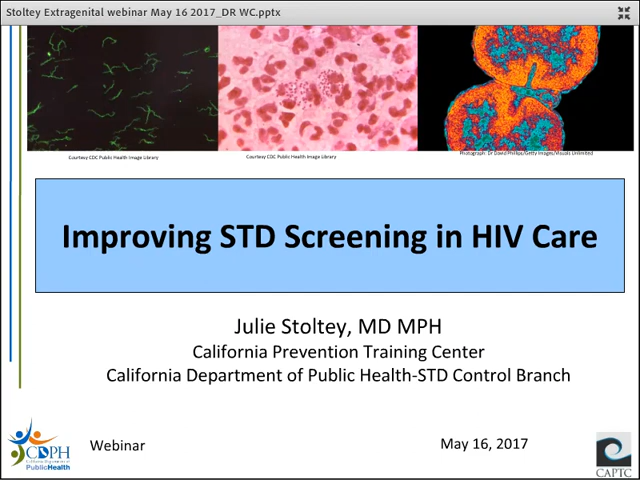 Stoltey Extragenital webinar May 16 2017_DR WC.pptx
Courtesy CDC Public Health Image Library
Courtesy CDC Public Health Image Library
Photograph: Dr David Phillips/Getty Images/Visuals Unlimited
Improving STD Screening in HIV Care
Julie Stoltey, MD MPH
California Prevention Training Center
California Department of Public Health-STD Control Branch
Webinar
May 16, 2017
CDPH
PublicHealth
CAPTC